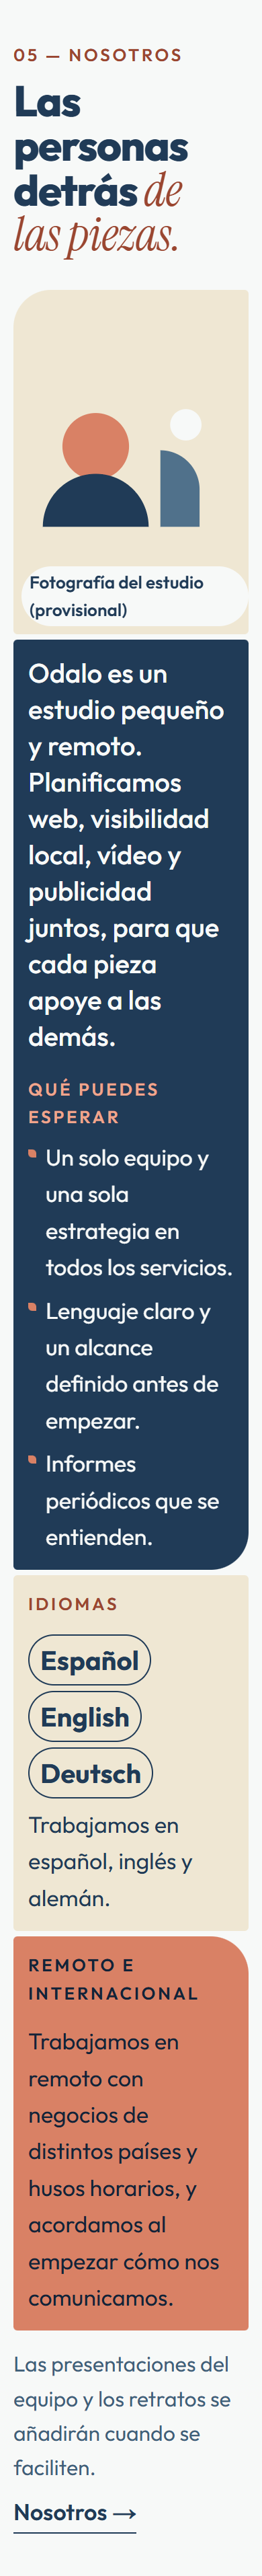 05 — NOSOTROS
Las
personas
detrás de
las piezas.
Fotografía del estudio
(provisional)
Odalo es un
estudio pequeño
y remoto.
Planificamos
web, visibilidad
local, vídeo y
publicidad
juntos, para que
cada pieza
apoye a las
demás.
QUÉ PUEDES
ESPERAR
Un solo equipo y
una sola
estrategia en
todos los servicios.
Lenguaje claro y
un alcance
definido antes de
empezar.
Informes
periódicos que se
entienden.
IDIOMAS
Español
English
Deutsch
Trabajamos en
español, inglés y
alemán.
REMOTO E
INTERNACIONAL
Trabajamos en
remoto con
negocios de
distintos países y
husos horarios, y
acordamos al
empezar cómo nos
comunicamos.
Las presentaciones del
equipo y los retratos se
añadirán cuando se
faciliten.
Nosotros →